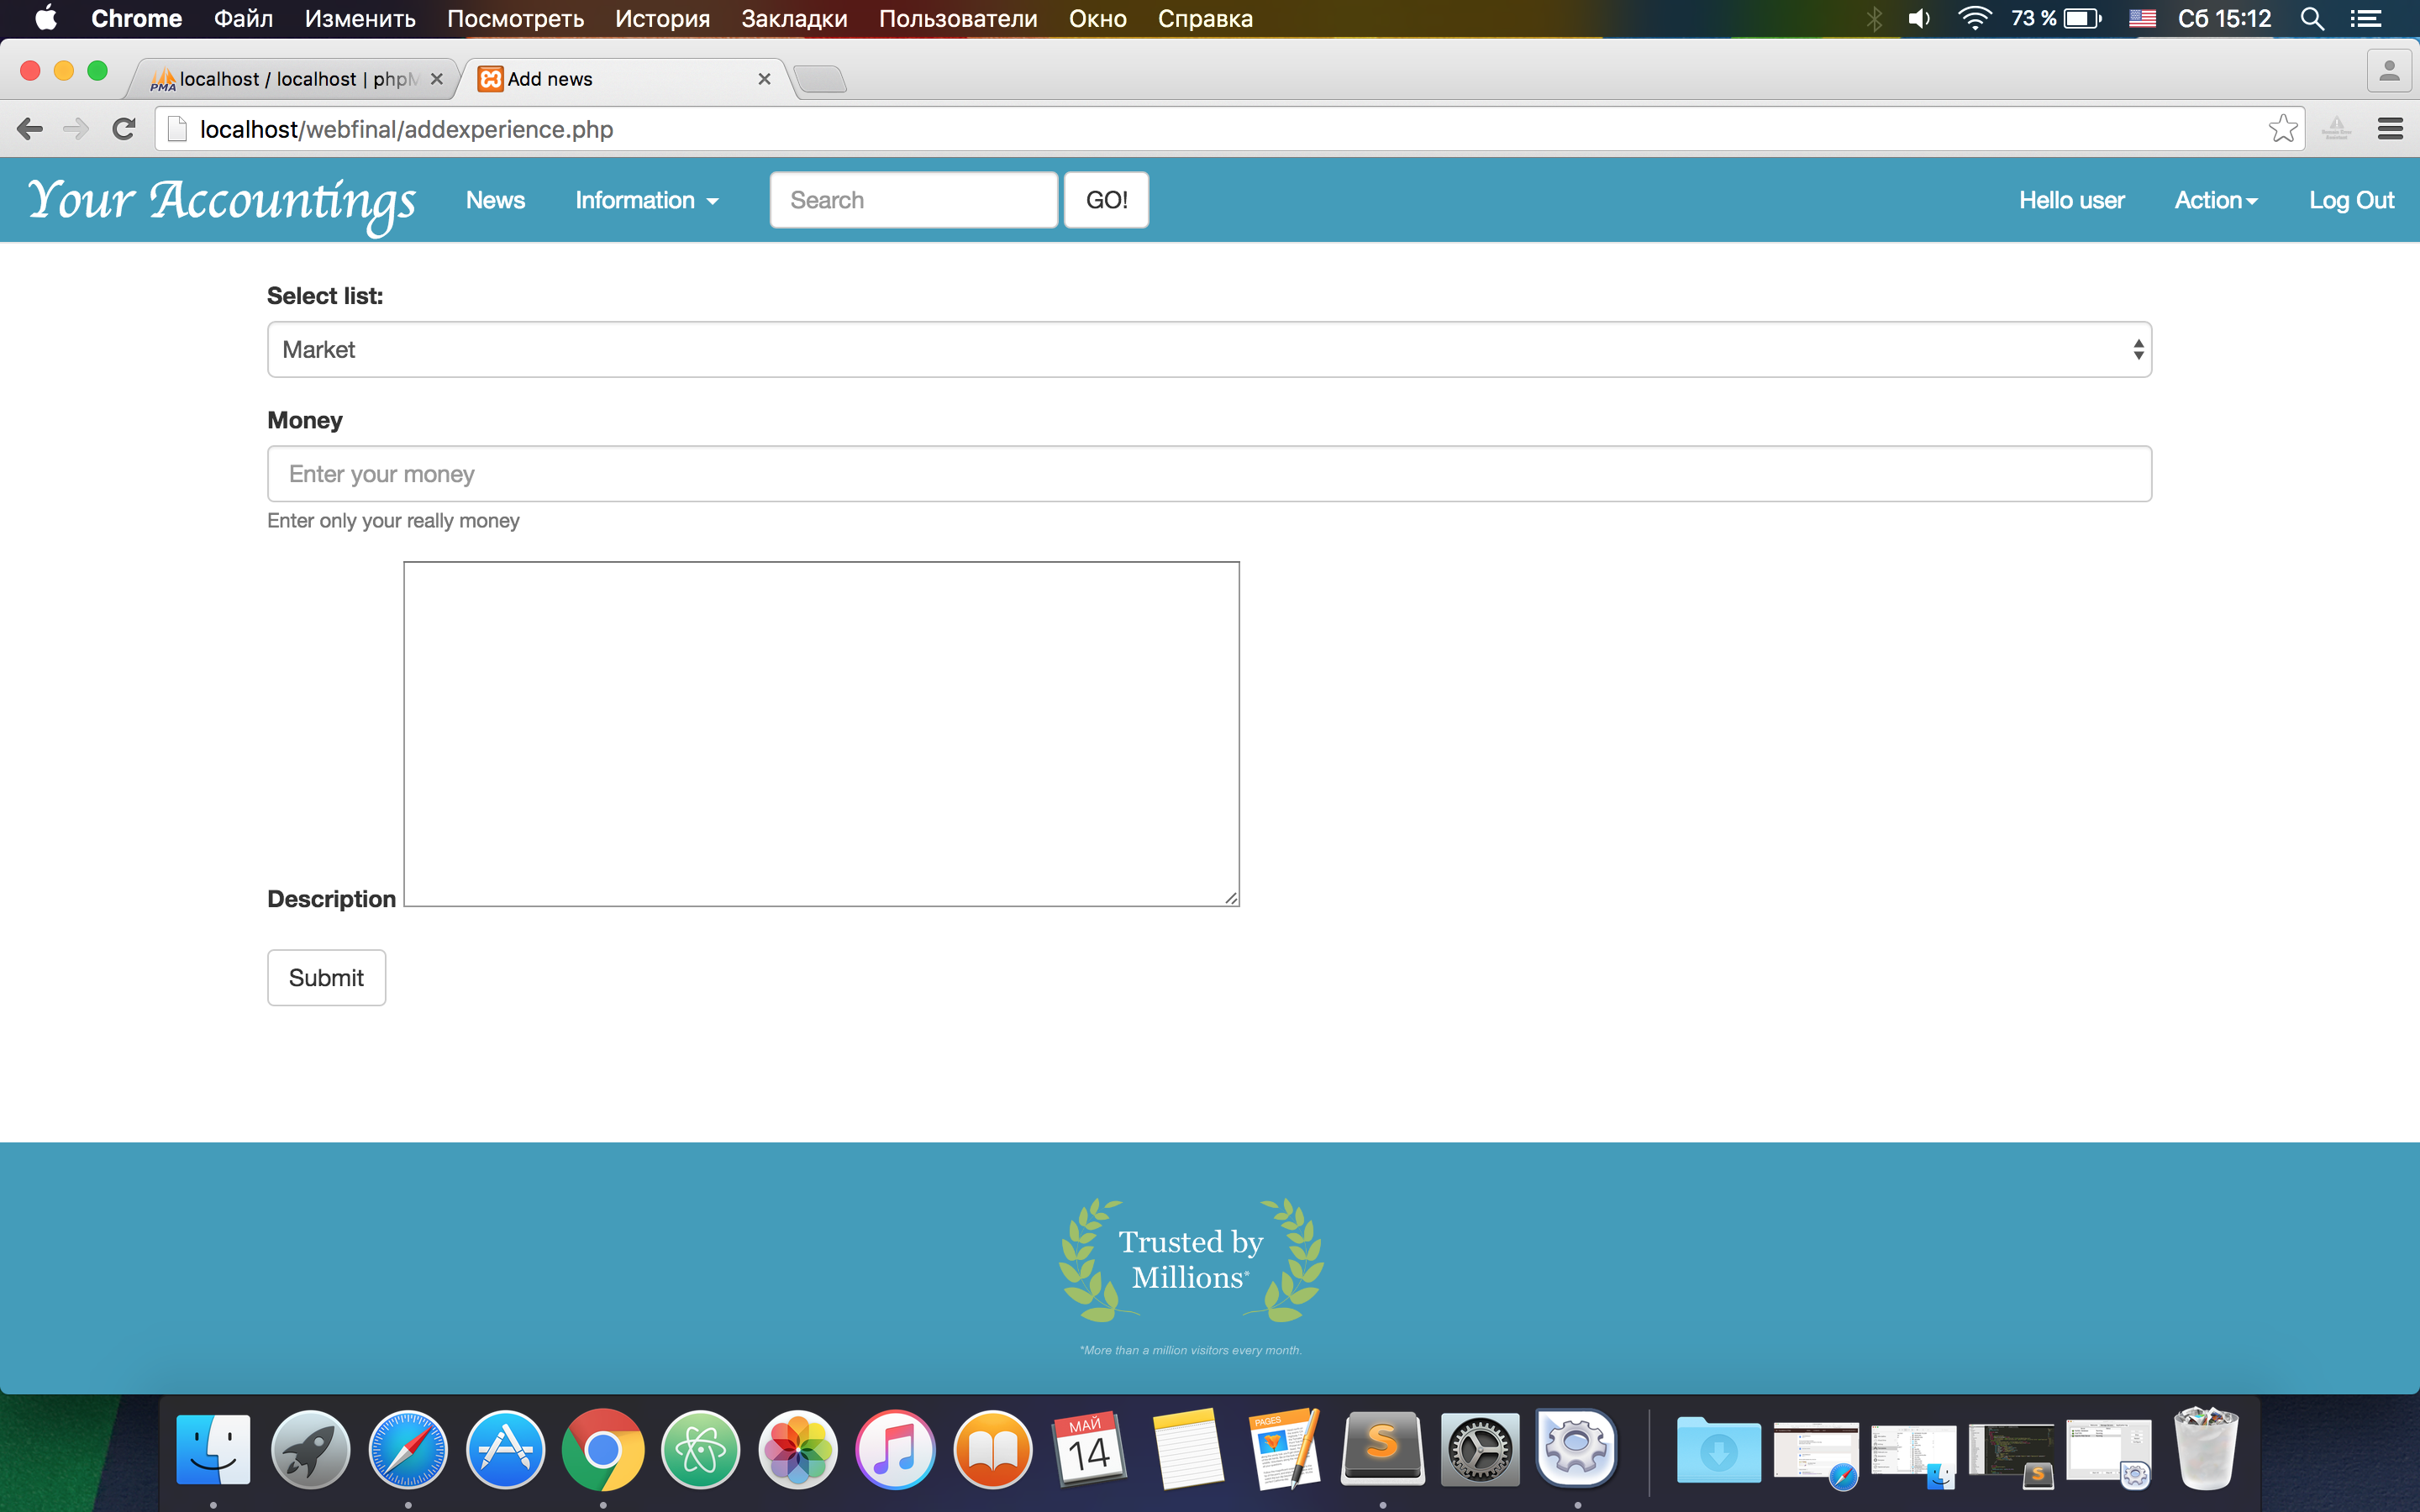 Chrome Файл Изменить Посмотреть История Закладки Пользователи Окно Справка 73 % Сб 15:12
PMA localhost / localhost | phpM Add news
localhost/webfinal/addexperience.php
Your Accountings News Information Search GO! Hello user Action Log Out
Select list:
Market
Money
Enter your money
Enter only your really money
Description
Submit
Trusted by
Millions*
*More than a million visitors every month.
МАЙ
14
PAGES